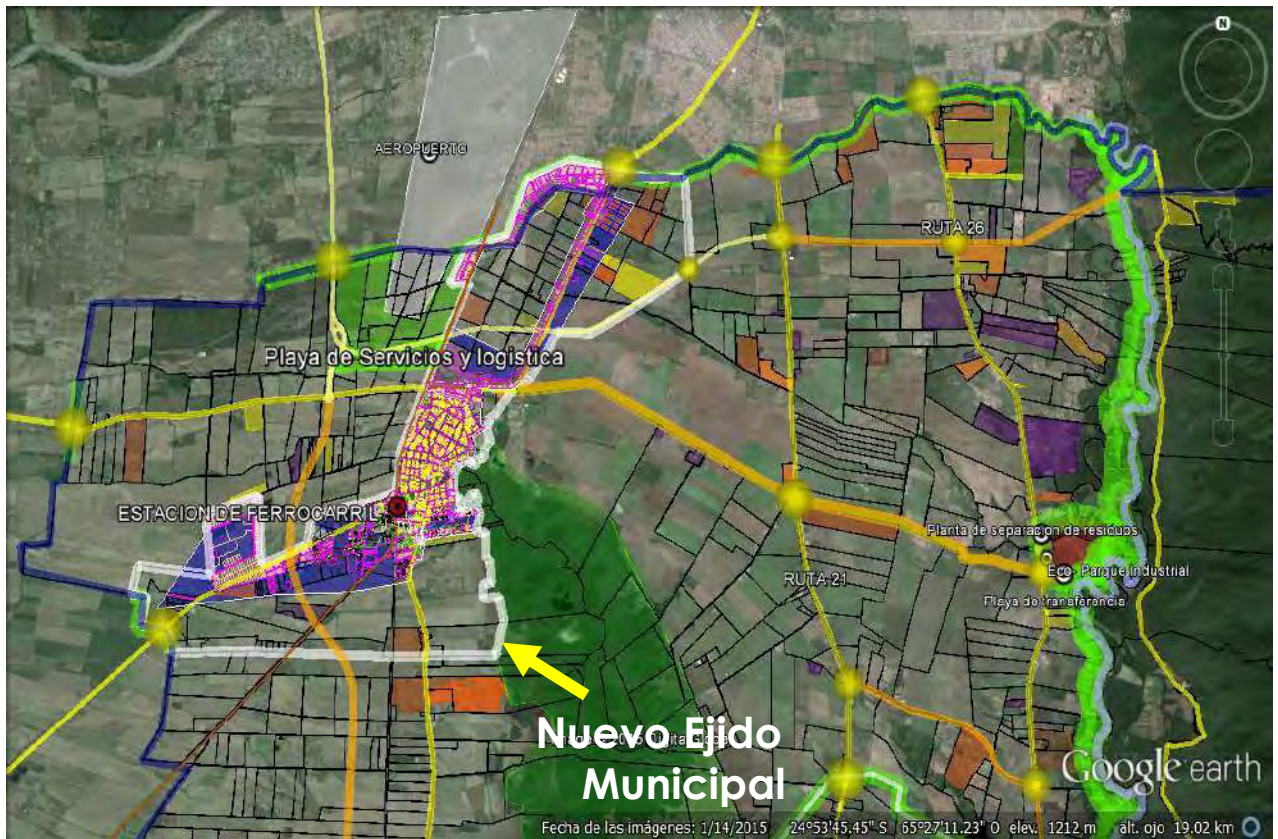 N
AEROPUERTO
RUTA 26
Playa de Servicios y logistica
ESTACION DE FERROCARRIL
Planta de separacion de residuos
Eco- Parque Industrial
RUTA 21
Playa de transferencia
Nuevo Ejido
Municipal
Google earth
Fecha de las imágenes: 1/14/2015 24°53'45.45" S 65°27'11.23" O elev. 1212 m alt. ojo 19.02 km